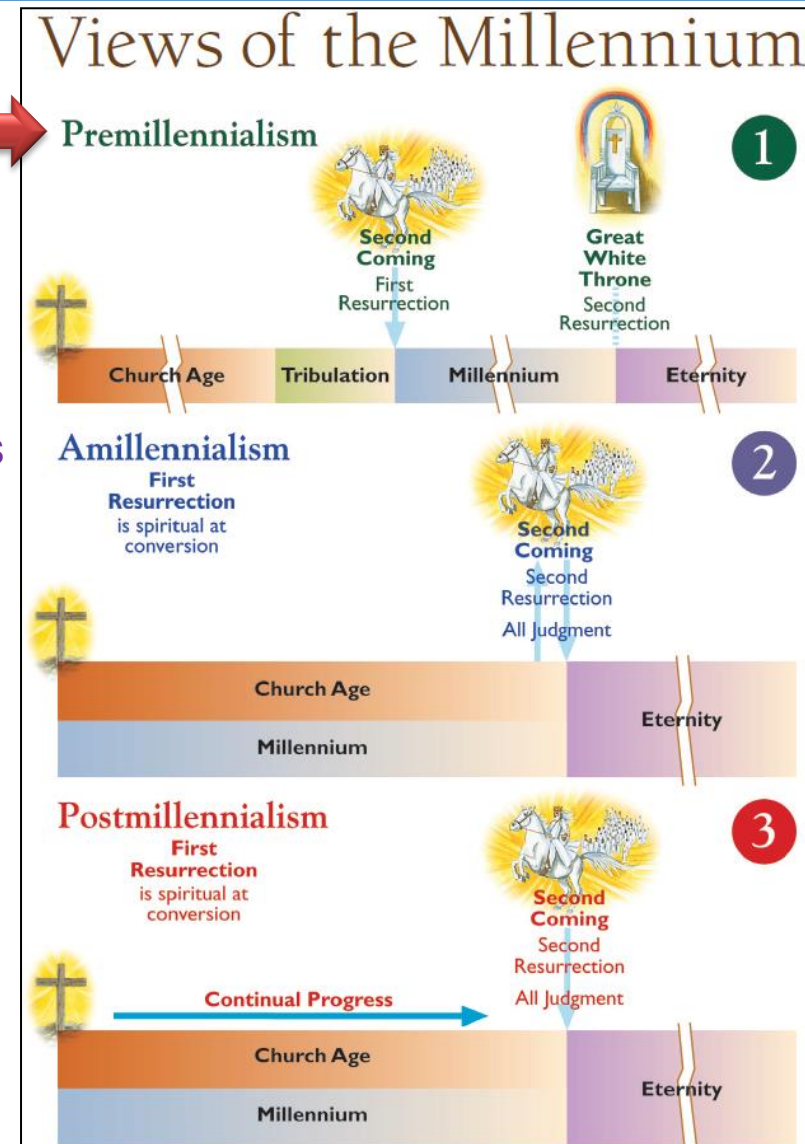 Views of the Millennium
Premillennialism
1
Second
Coming
First
Resurrection
Great
White
Throne
Second
Resurrection
Church Age
Tribulation
Millennium
Eternity
s
Amillennialism
2
First
Resurrection
is spiritual at
conversion
Second
Coming
Second
Resurrection
All Judgment
Church Age
Millennium
Eternity
Postmillennialism
3
First
Resurrection
is spiritual at
conversion
Second
Coming
Second
Resurrection
All Judgment
Continual Progress
Church Age
Millennium
Eternity